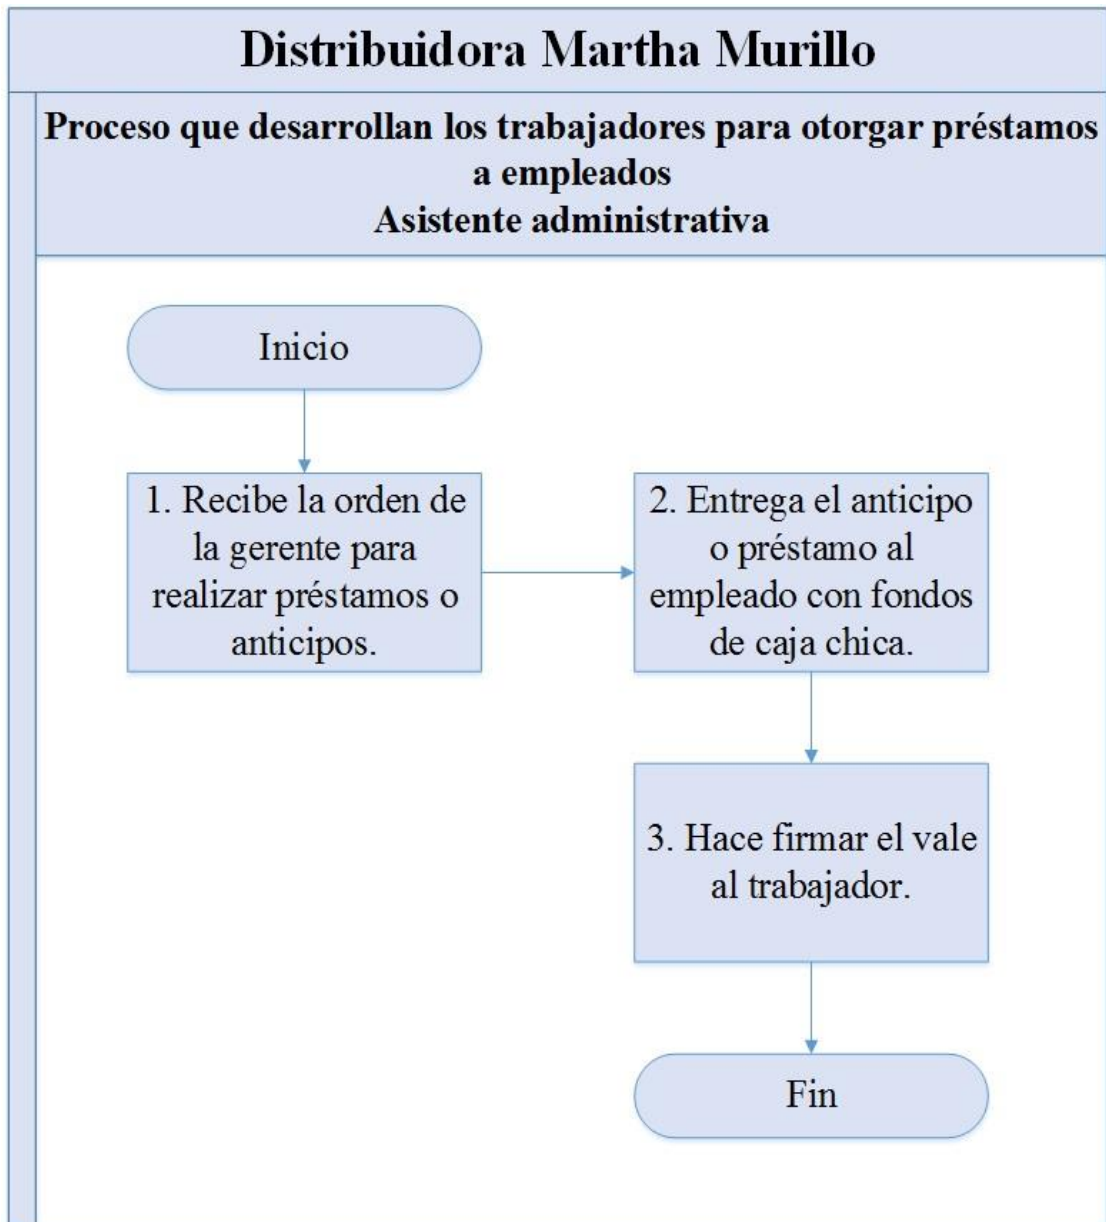 Distribuidora Martha Murillo
Proceso que desarrollan los trabajadores para otorgar préstamos
a empleados
Asistente administrativa
Inicio
1. Recibe la orden de
la gerente para
realizar préstamos o
anticipos.
2. Entrega el anticipo
o préstamo al
empleado con fondos
de caja chica.
3. Hace firmar el vale
al trabajador.
Fin